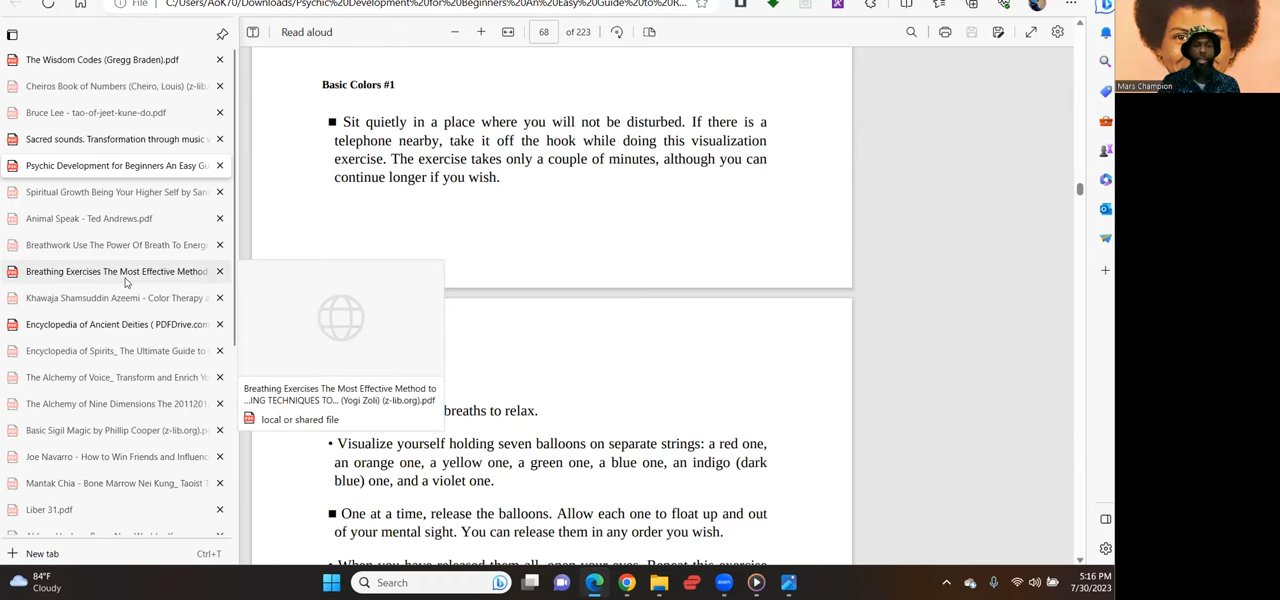 File
C:/Users/AoK70/Downloads/Psychic%20Development%20for%20Beginners%20An%20Easy%20Guide%20to%20R...
Read aloud
68 of 223
The Wisdom Codes (Gregg Braden).pdf
Cheiros Book of Numbers (Cheiro, Louis) (z-lib.
Bruce Lee - tao-of-jeet-kune-do.pdf
Sacred sounds. Transformation through music
Psychic Development for Beginners An Easy Gu
Spiritual Growth Being Your Higher Self by San
Animal Speak - Ted Andrews.pdf
Breathwork Use The Power Of Breath To Energ
Breathing Exercises The Most Effective Method
Khawaja Shamsuddin Azeemi - Color Therapy
Encyclopedia of Ancient Deities ( PDFDrive.com
Encyclopedia of Spirits_ The Ultimate Guide to
The Alchemy of Voice_ Transform and Enrich Yo
The Alchemy of Nine Dimensions The 2011201
Basic Sigil Magic by Phillip Cooper (z-lib.org).p
Joe Navarro - How to Win Friends and Influenc
Mantak Chia - Bone Marrow Nei Kung_ Taoist T
Liber 31.pdf
New tab Ctrl+T
Basic Colors #1
■ Sit quietly in a place where you will not be disturbed. If there is a
telephone nearby, take it off the hook while doing this visualization
exercise. The exercise takes only a couple of minutes, although you can
continue longer if you wish.
Breathing Exercises The Most Effective Method to
...ING TECHNIQUES TO... (Yogi Zoli) (z-lib.org).pdf
local or shared file
breaths to relax.
• Visualize yourself holding seven balloons on separate strings: a red one,
an orange one, a yellow one, a green one, a blue one, an indigo (dark
blue) one, and a violet one.
■ One at a time, release the balloons. Allow each one to float up and out
of your mental sight. You can release them in any order you wish.
When you have released them all, open your eyes. Repeat this exercise
Mars Champion
84°F
Cloudy
Search
5:16 PM
7/30/2023